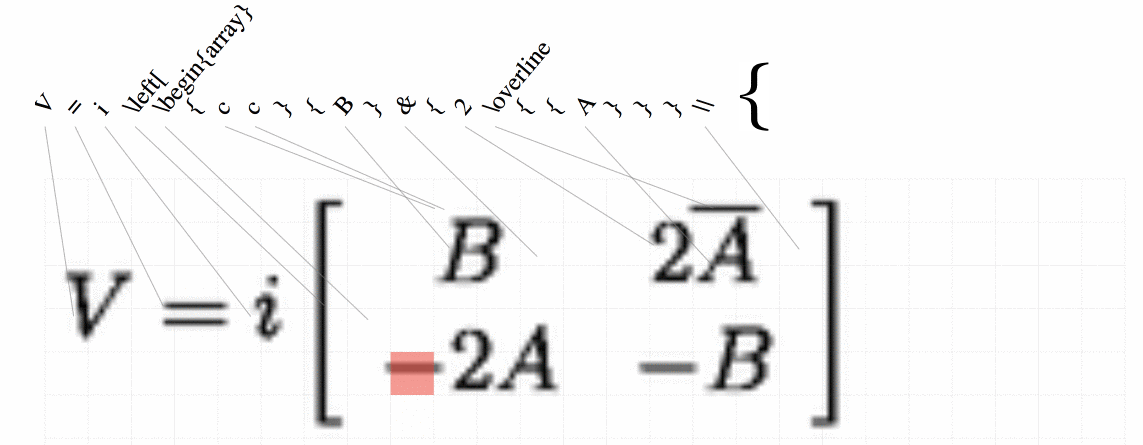 V = i \left[ \begin{array} { c c } { B } & { 2 \overline { { A } } } \\ {
V = i [ B 2A̅
−2A −B ]